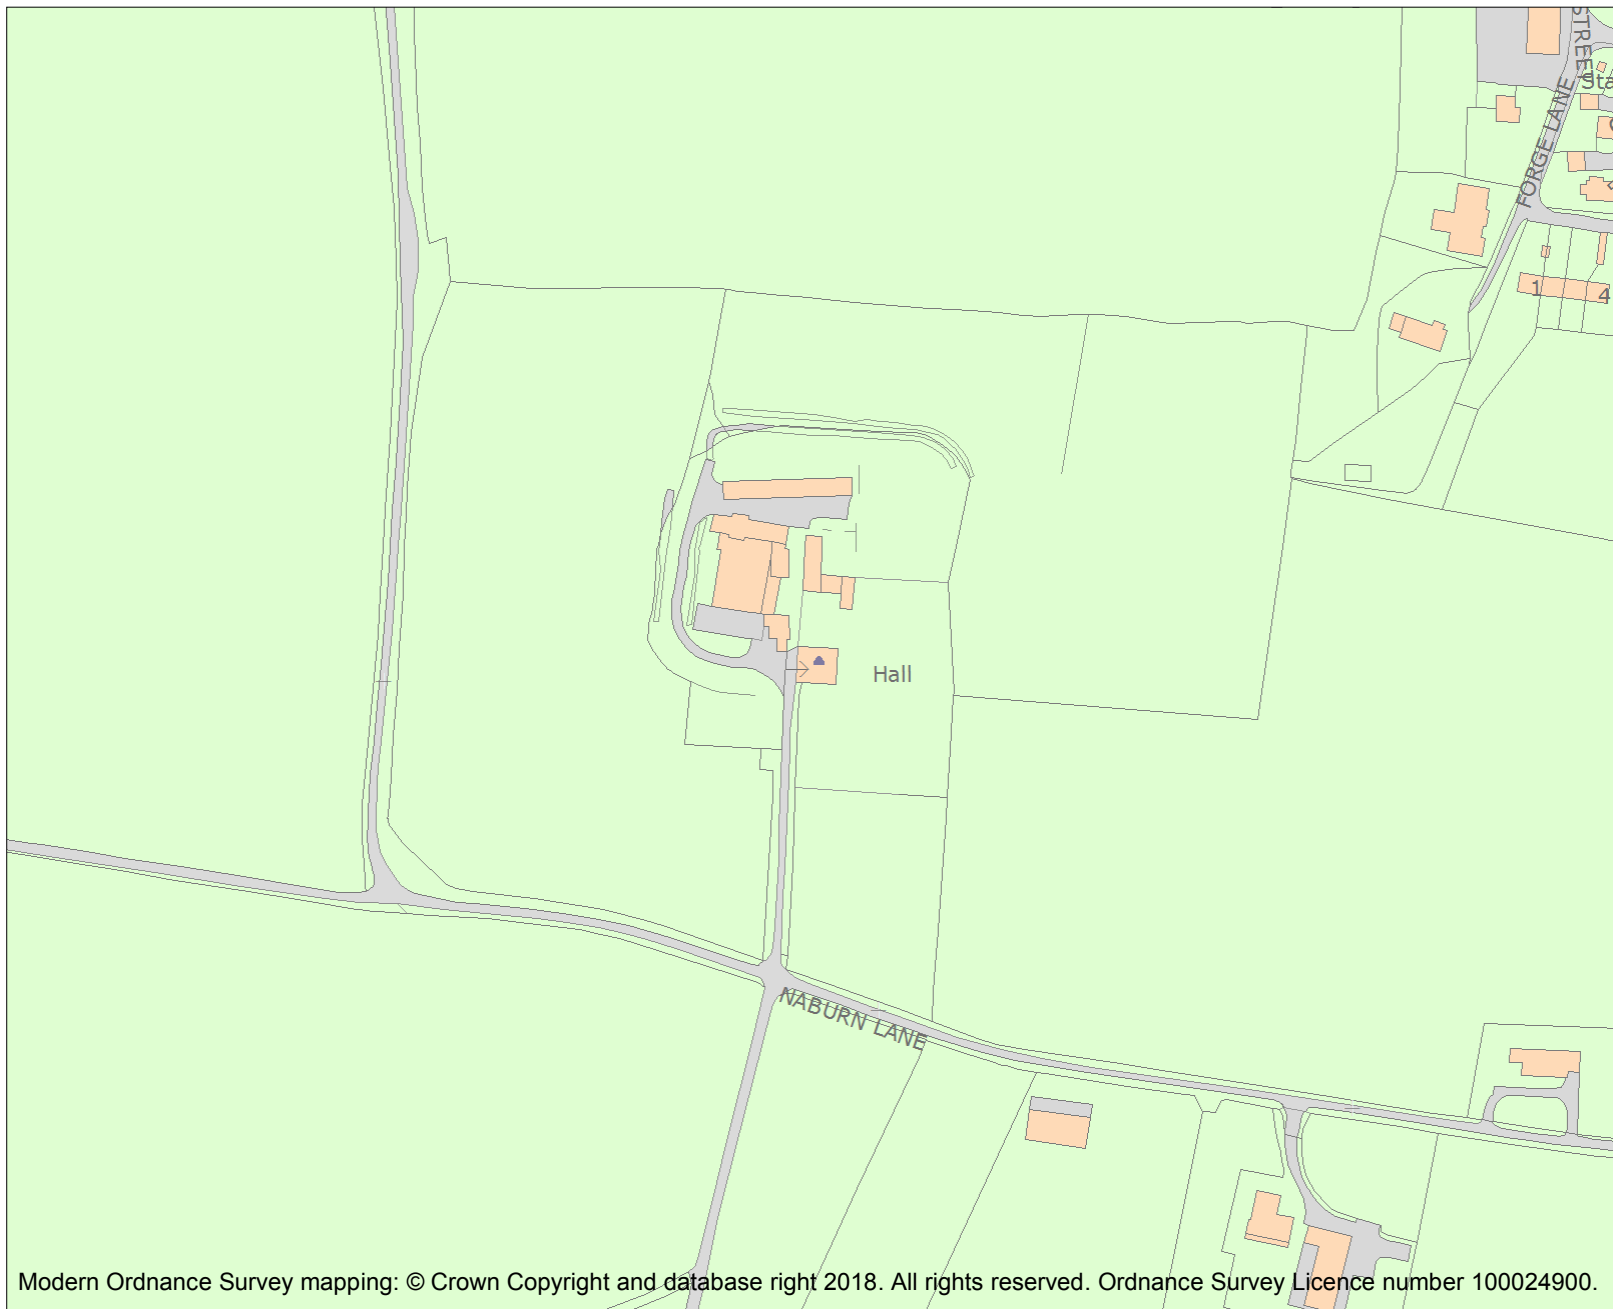 STREET
Sta
FORGE LANE
1
4
Hall
NABURN LANE
Modern Ordnance Survey mapping: © Crown Copyright and database right 2018. All rights reserved. Ordnance Survey Licence number 100024900.